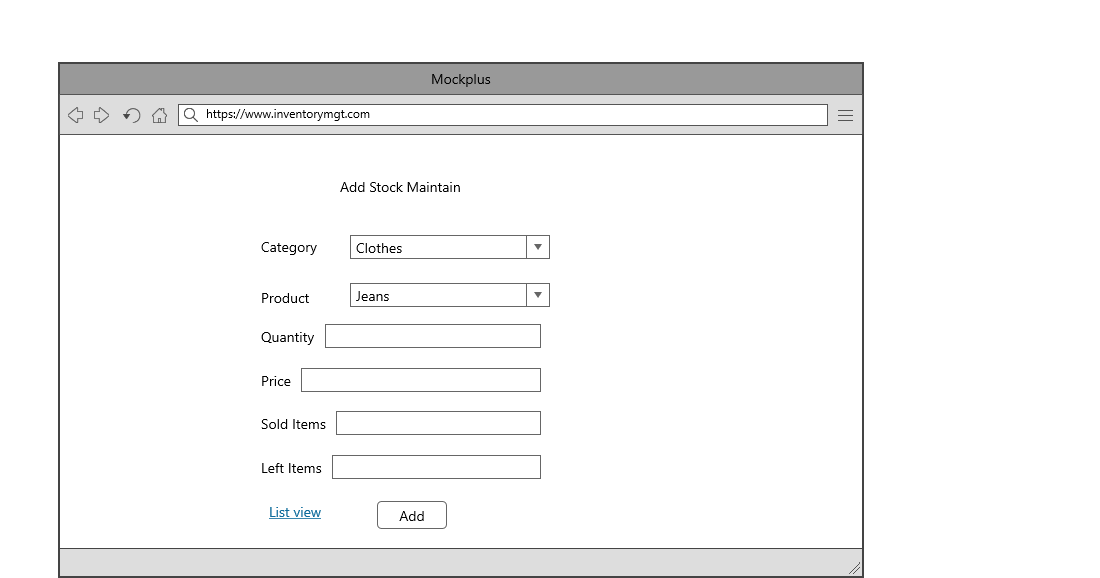 Mockplus
https://www.inventorymgt.com
Add Stock Maintain
Category Clothes
Product Jeans
Quantity
Price
Sold Items
Left Items
List view Add